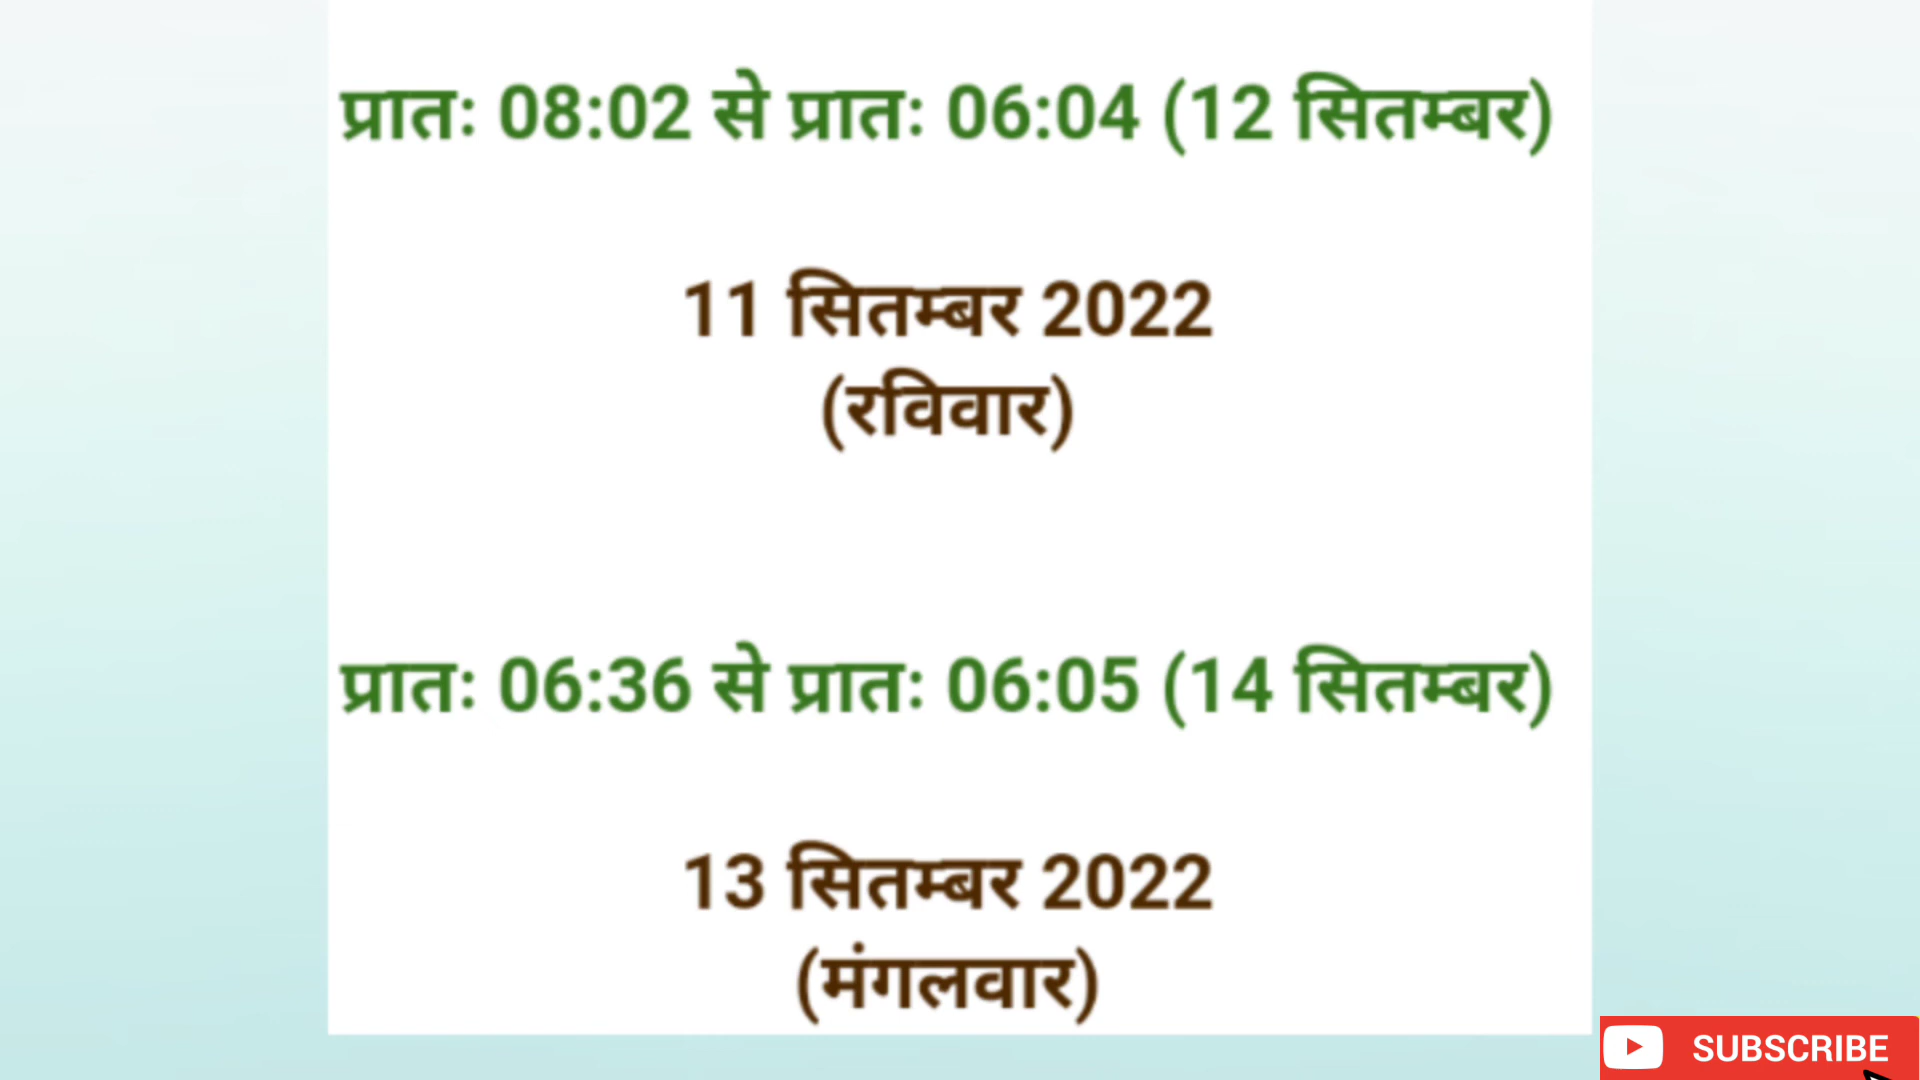 प्रातः 08:02 से प्रातः 06:04 (12 सितम्बर)
11 सितम्बर 2022
(रविवार)
प्रातः 06:36 से प्रातः 06:05 (14 सितम्बर)
13 सितम्बर 2022
(मंगलवार)
SUBSCRIBE